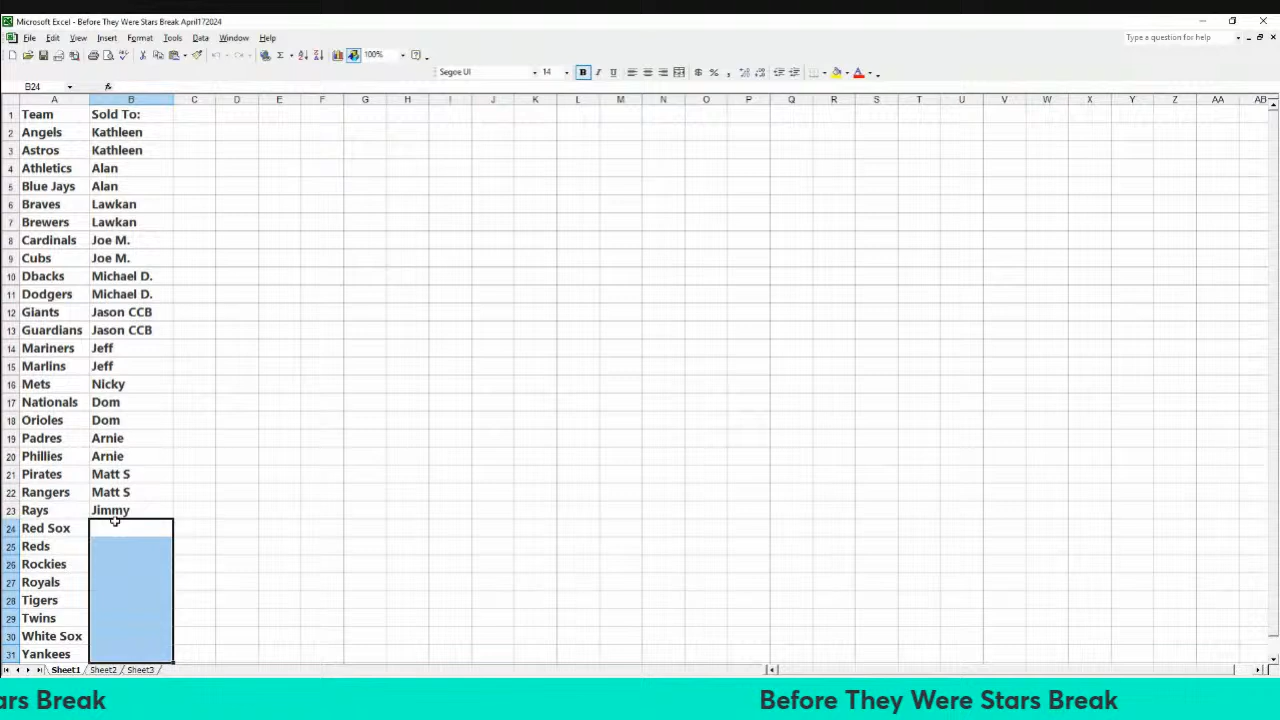 Microsoft Excel - Before They Were Stars Break April172024
File Edit View Insert Format Tools Data Window Help
Type a question for help
100%
Segoe UI 14 B I U $ % ,
B24 fx
A B C D E F G H I J K L M N O P Q R S T U V W X Y Z AA AB
1 Team Sold To:
2 Angels Kathleen
3 Astros Kathleen
4 Athletics Alan
5 Blue Jays Alan
6 Braves Lawkan
7 Brewers Lawkan
8 Cardinals Joe M.
9 Cubs Joe M.
10 Dbacks Michael D.
11 Dodgers Michael D.
12 Giants Jason CCB
13 Guardians Jason CCB
14 Mariners Jeff
15 Marlins Jeff
16 Mets Nicky
17 Nationals Dom
18 Orioles Dom
19 Padres Arnie
20 Phillies Arnie
21 Pirates Matt S
22 Rangers Matt S
23 Rays Jimmy
24 Red Sox
25 Reds
26 Rockies
27 Royals
28 Tigers
29 Twins
30 White Sox
31 Yankees
Sheet1 Sheet2 Sheet3
ars Break Before They Were Stars Break